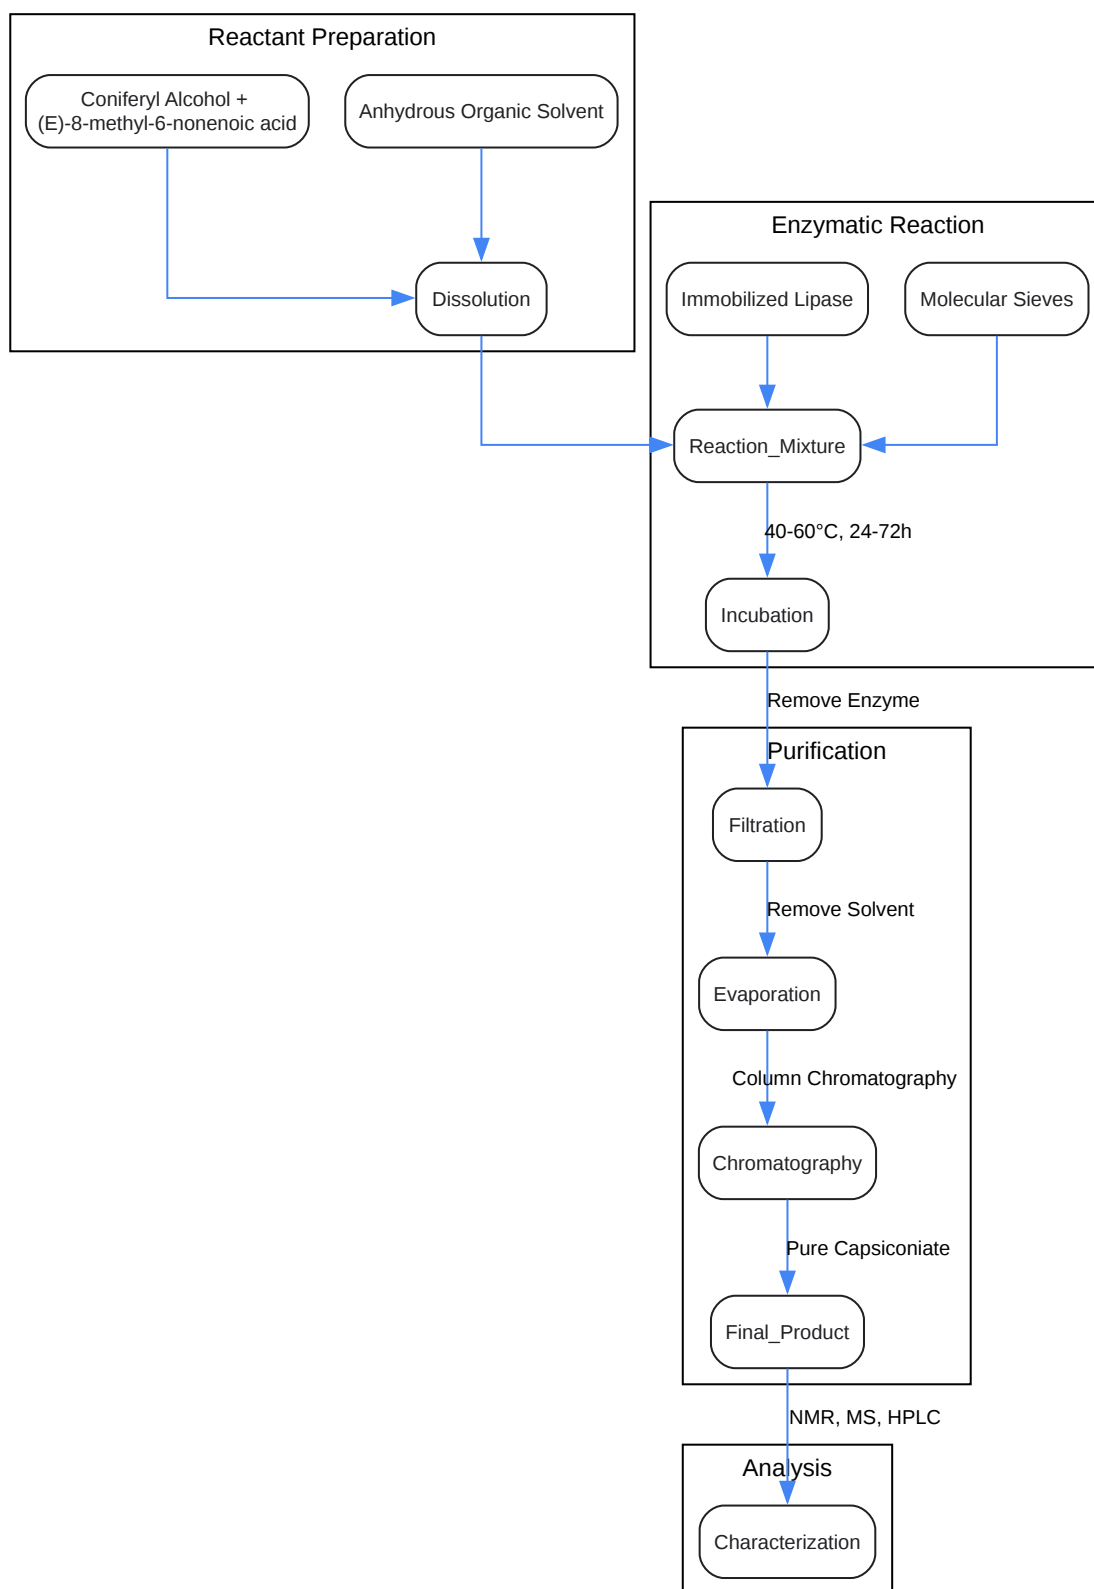 Reactant Preparation
Coniferyl Alcohol +
(E)-8-methyl-6-nonenoic acid
Anhydrous Organic Solvent
Dissolution
Enzymatic Reaction
Immobilized Lipase
Molecular Sieves
Reaction_Mixture
40-60°C, 24-72h
Incubation
Remove Enzyme
Purification
Filtration
Remove Solvent
Evaporation
Column Chromatography
Chromatography
Pure Capsiconiate
Final_Product
NMR, MS, HPLC
Analysis
Characterization